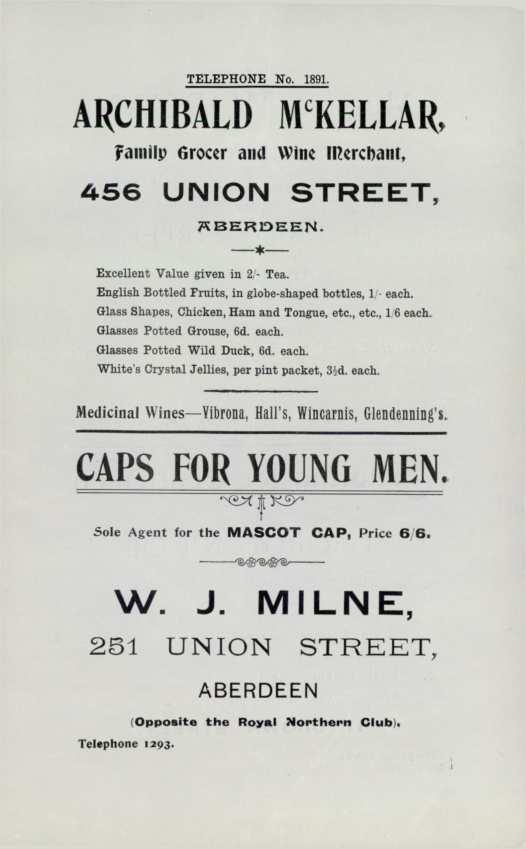 TELEPHONE No. 1891.
ARCHIBALD McKELLAR,
Family Grocer and Wine Merchant,
456 UNION STREET,
ABERDEEN.
Excellent Value given in 2/- Tea.
English Bottled Fruits, in globe-shaped bottles, 1/- each.
Glass Shapes, Chicken, Ham and Tongue, etc., etc., 1/6 each.
Glasses Potted Grouse, 6d. each.
Glasses Potted Wild Duck, 6d. each.
White's Crystal Jellies, per pint packet, 3½d. each.
Medicinal Wines—Vibrona, Hall's, Wincarnis, Glendenning's.
CAPS FOR YOUNG MEN.
Sole Agent for the MASCOT CAP, Price 6/6.
W. J. MILNE,
251 UNION STREET,
ABERDEEN
(Opposite the Royal Northern Club).
Telephone 1293.